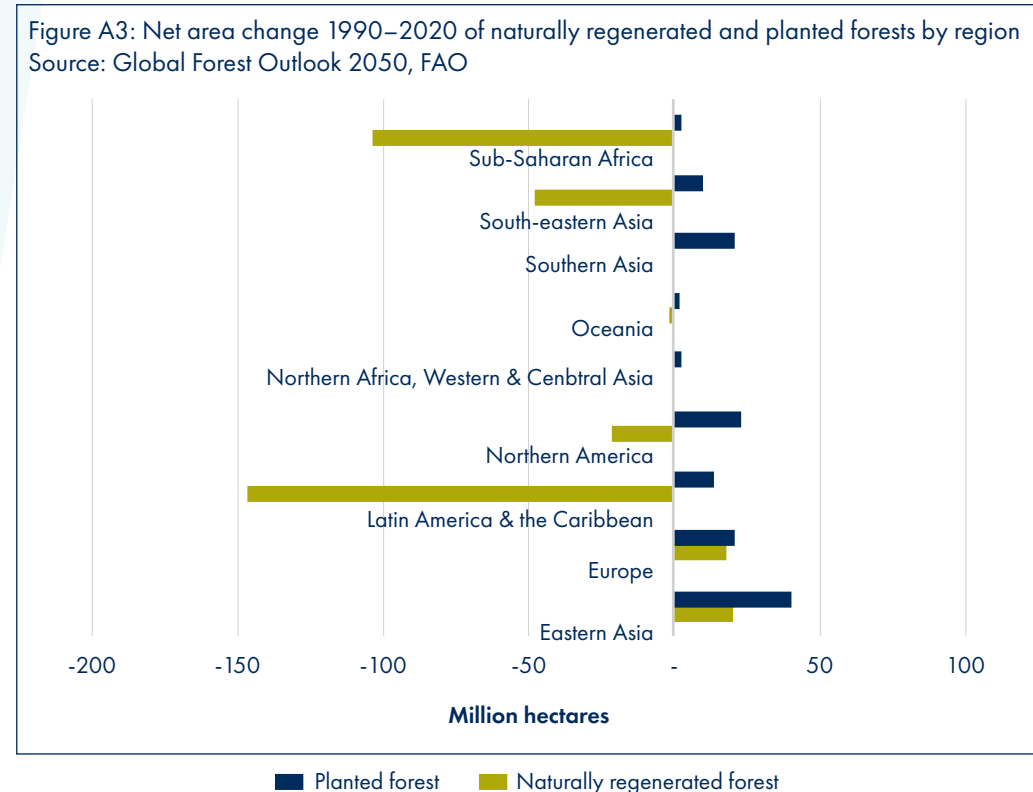 Figure A3: Net area change 1990–2020 of naturally regenerated and planted forests by region
Source: Global Forest Outlook 2050, FAO
Sub-Saharan Africa
South-eastern Asia
Southern Asia
Oceania
Northern Africa, Western & Cenbtral Asia
Northern America
Latin America & the Caribbean
Europe
Eastern Asia
-200 -150 -100 -50 - 50 100
Million hectares
Planted forest Naturally regenerated forest